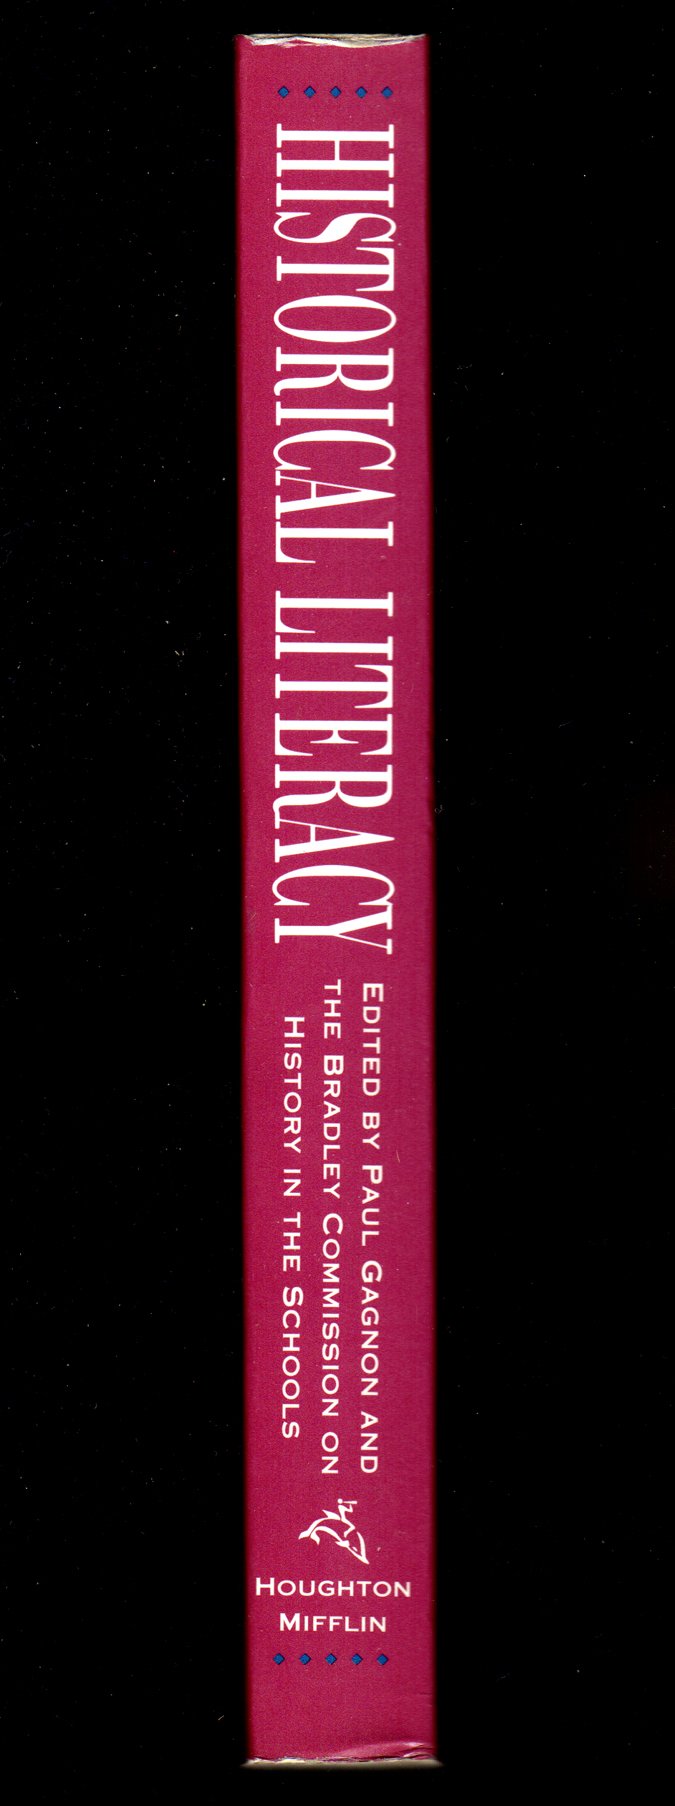 HISTORICAL LITERACY
EDITED BY PAUL GAGNON AND
THE BRADLEY COMMISSION ON
HISTORY IN THE SCHOOLS
HOUGHTON
MIFFLIN